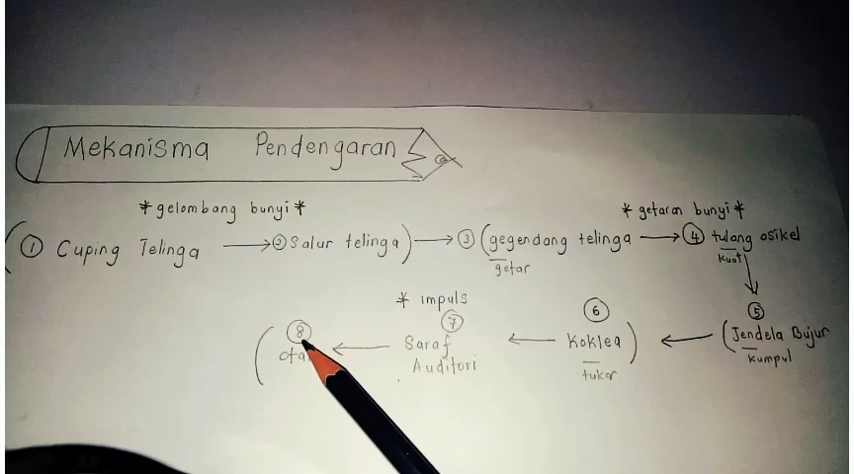 Mekanisma Pendengaran
*gelombang bunyi* *getaran bunyi*
(① Cuping Telinga → ② Salur telinga) → ③ (gegendang telinga → ④ tulang osikel
getar kuat
* impuls
⑧ ⑦ ⑥ ⑤
( ← Saraf ← Koklea) ← (Jendela Bujur
Auditori tukar kumpul